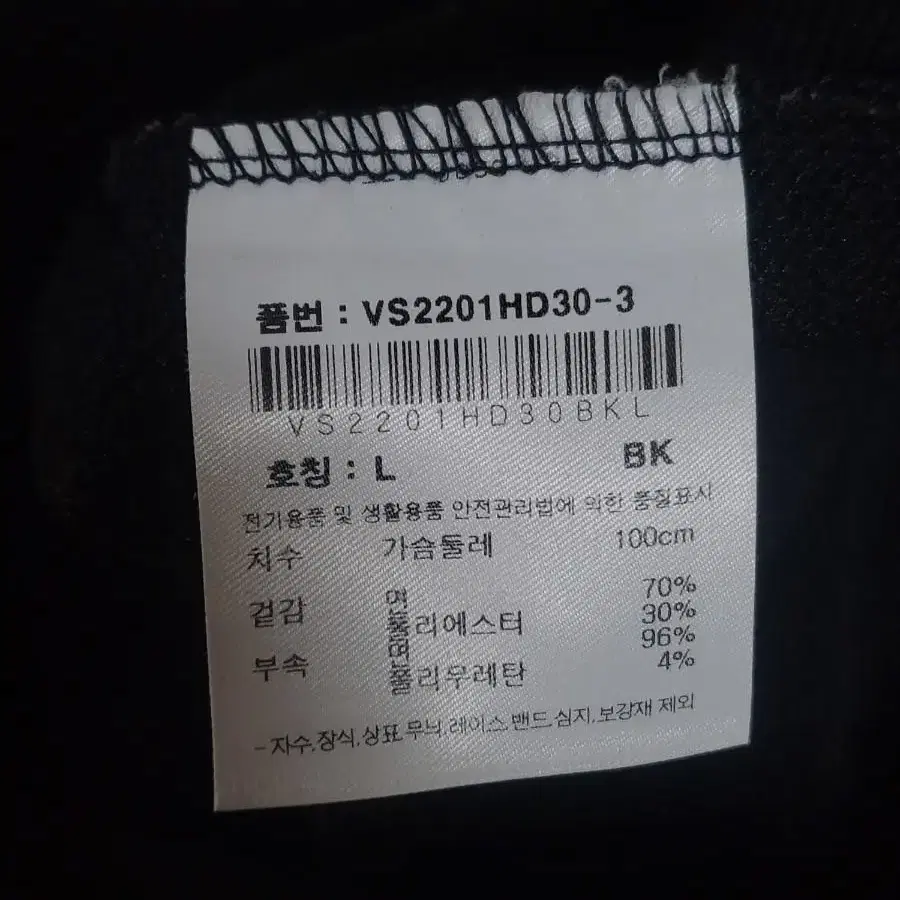 품번 : VS2201HD30-3
VS2201HD30BKL
호칭 : L BK
전기용품 및 생활용품 안전관리법에 의한 품질표시
치수 가슴둘레 100cm
겉감 면 70%
폴리에스터 30%
부속 면 96%
폴리우레탄 4%
-자수,장식,상표,무늬,레이스,밴드,심지,보강재 제외